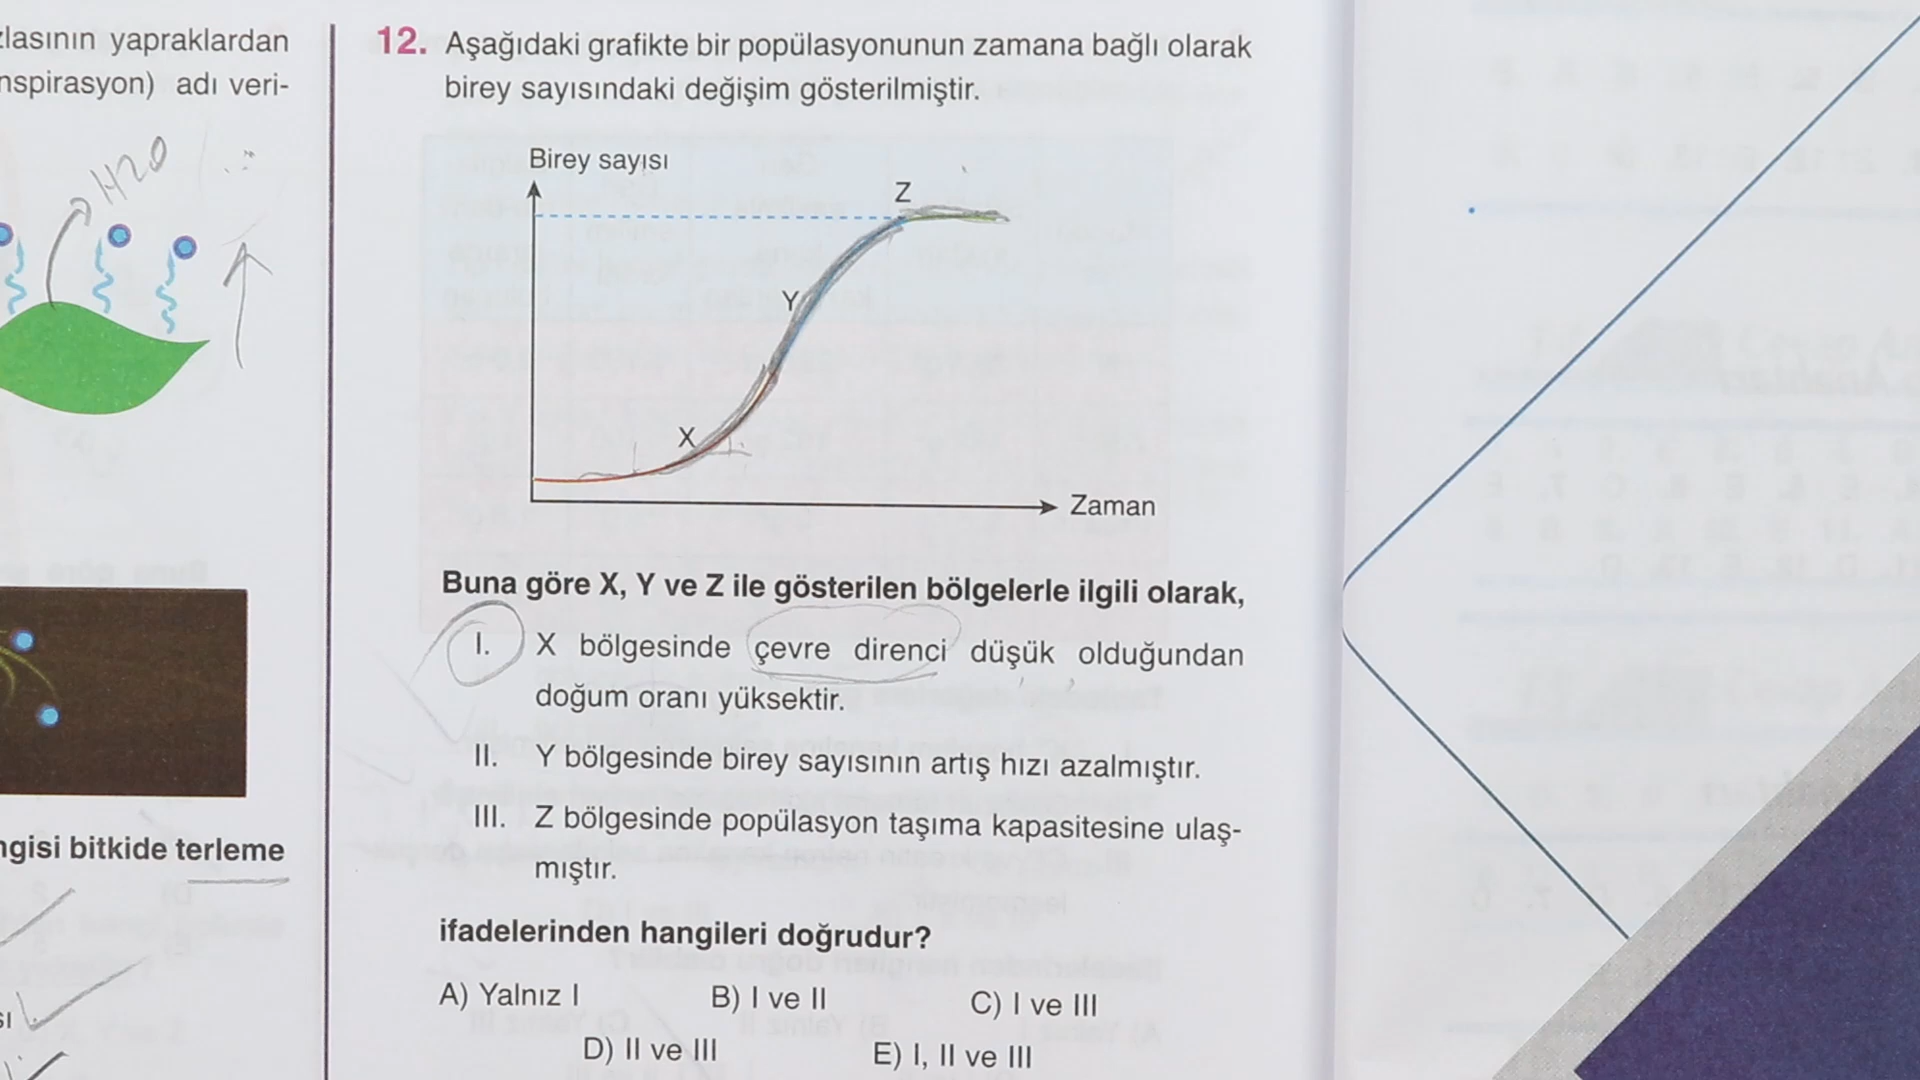 zlasının yapraklardan
nspirasyon) adı veri-
H2O
ngisi bitkide terleme
sı
12. Aşağıdaki grafikte bir popülasyonunun zamana bağlı olarak
birey sayısındaki değişim gösterilmiştir.
Birey sayısı
Z
Y
X
Zaman
Buna göre X, Y ve Z ile gösterilen bölgelerle ilgili olarak,
I. X bölgesinde çevre direnci düşük olduğundan
doğum oranı yüksektir.
II. Y bölgesinde birey sayısının artış hızı azalmıştır.
III. Z bölgesinde popülasyon taşıma kapasitesine ulaş-
mıştır.
ifadelerinden hangileri doğrudur?
A) Yalnız I B) I ve II C) I ve III
D) II ve III E) I, II ve III